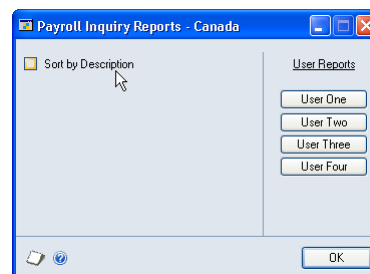 Payroll Inquiry Reports - Canada
Sort by Description
User Reports
User One
User Two
User Three
User Four
OK